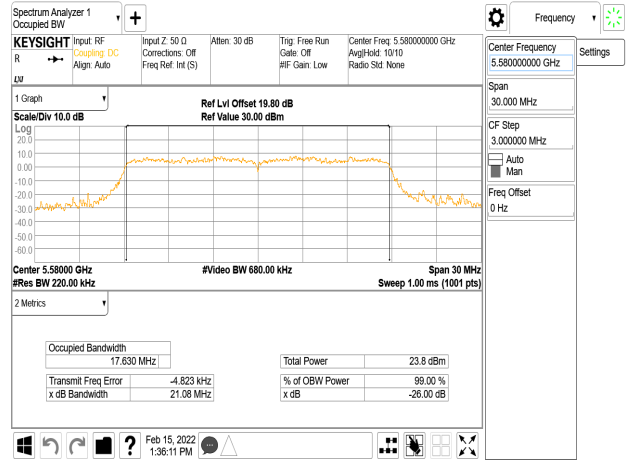 Spectrum Analyzer 1
Occupied BW
Frequency
KEYSIGHT
R
Input: RF
Coupling: DC
Align: Auto
Input Z: 50 Ω
Corrections: Off
Freq Ref: Int (S)
Atten: 30 dB
Trig: Free Run
Gate: Off
#IF Gain: Low
Center Freq: 5.580000000 GHz
Avg|Hold: 10/10
Radio Std: None
Center Frequency
5.580000000 GHz
Settings
Span
30.000 MHz
CF Step
3.000000 MHz
Auto
Man
Freq Offset
0 Hz
1 Graph
Scale/Div 10.0 dB
Ref Lvl Offset 19.80 dB
Ref Value 30.00 dBm
Log
20.0
10.0
0.00
-10.0
-20.0
-30.0
-40.0
-50.0
-60.0
Center 5.58000 GHz
#Video BW 680.00 kHz
Span 30 MHz
#Res BW 220.00 kHz
Sweep 1.00 ms (1001 pts)
2 Metrics
Occupied Bandwidth
17.630 MHz
Total Power 23.8 dBm
Transmit Freq Error -4.823 kHz
% of OBW Power 99.00 %
x dB Bandwidth 21.08 MHz
x dB -26.00 dB
Feb 15, 2022
1:36:11 PM